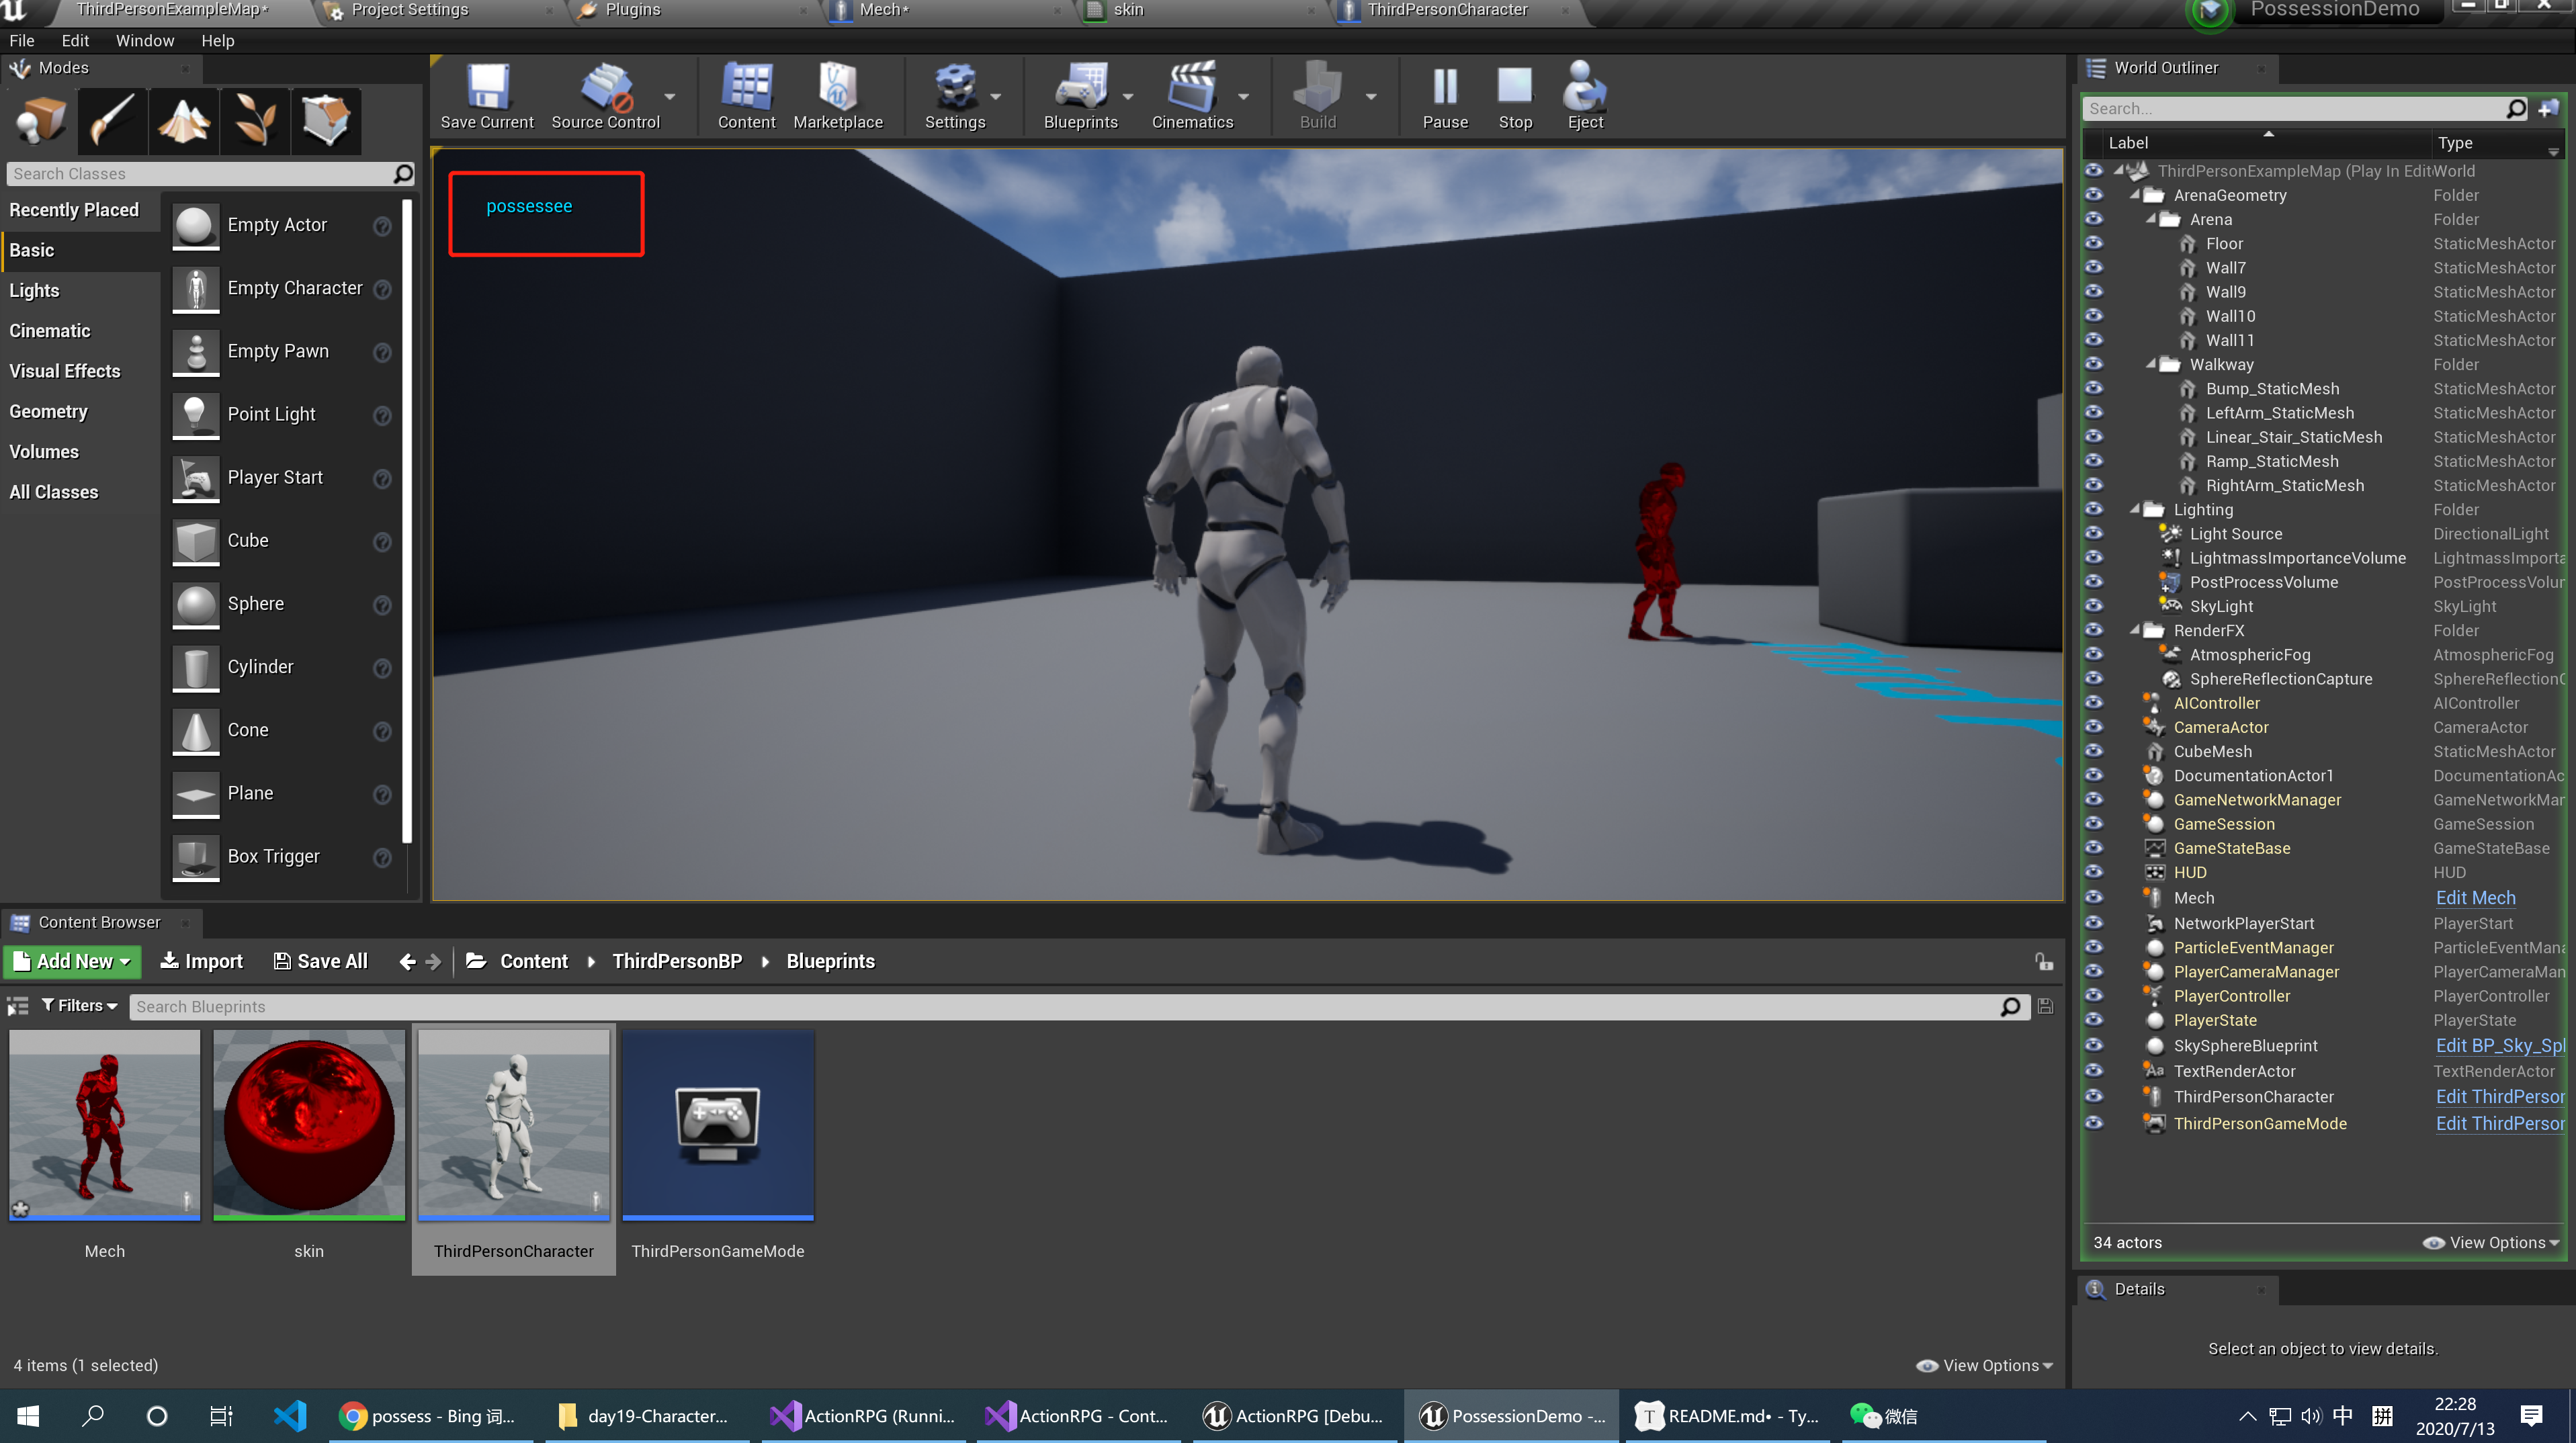 ThirdPersonExampleMap*
Project Settings
Plugins
Mech*
skin
ThirdPersonCharacter
PossessionDemo
File Edit Window Help
Modes
Search Classes
Recently Placed
Basic
Lights
Cinematic
Visual Effects
Geometry
Volumes
All Classes
Empty Actor
Empty Character
Empty Pawn
Point Light
Player Start
Cube
Sphere
Cylinder
Cone
Plane
Box Trigger
Save Current
Source Control
Content
Marketplace
Settings
Blueprints
Cinematics
Build
Pause
Stop
Eject
possessee
World Outliner
Search...
Label Type
ThirdPersonExampleMap (Play In Edit World
ArenaGeometry Folder
Arena Folder
Floor StaticMeshActor
Wall7 StaticMeshActor
Wall9 StaticMeshActor
Wall10 StaticMeshActor
Wall11 StaticMeshActor
Walkway Folder
Bump_StaticMesh StaticMeshActor
LeftArm_StaticMesh StaticMeshActor
Linear_Stair_StaticMesh StaticMeshActor
Ramp_StaticMesh StaticMeshActor
RightArm_StaticMesh StaticMeshActor
Lighting Folder
Light Source DirectionalLight
LightmassImportanceVolume LightmassImporta
PostProcessVolume PostProcessVolur
SkyLight SkyLight
RenderFX Folder
AtmosphericFog AtmosphericFog
SphereReflectionCapture SphereReflectionC
AIController AIController
CameraActor CameraActor
CubeMesh StaticMeshActor
DocumentationActor1 DocumentationAc
GameNetworkManager GameNetworkMar
GameSession GameSession
GameStateBase GameStateBase
HUD HUD
Mech Edit Mech
NetworkPlayerStart PlayerStart
ParticleEventManager ParticleEventMana
PlayerCameraManager PlayerCameraMan
PlayerController PlayerController
PlayerState PlayerState
SkySphereBlueprint Edit BP_Sky_Spl
TextRenderActor TextRenderActor
ThirdPersonCharacter Edit ThirdPersor
ThirdPersonGameMode Edit ThirdPersor
34 actors
View Options
Details
Select an object to view details.
Content Browser
Add New Import Save All Content ThirdPersonBP Blueprints
Filters Search Blueprints
Mech
skin
ThirdPersonCharacter
ThirdPersonGameMode
4 items (1 selected)
View Options
possess - Bing 词...
day19-Character...
ActionRPG (Runni...
ActionRPG - Cont...
ActionRPG [Debu...
PossessionDemo -...
README.md• - Ty...
微信
中
拼
22:28
2020/7/13